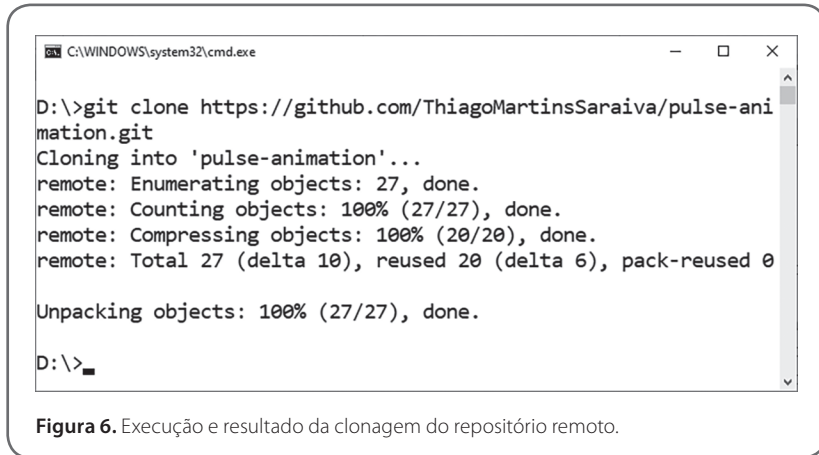 C:\WINDOWS\system32\cmd.exe
D:\>git clone https://github.com/ThiagoMartinsSaraiva/pulse-ani
mation.git
Cloning into 'pulse-animation'...
remote: Enumerating objects: 27, done.
remote: Counting objects: 100% (27/27), done.
remote: Compressing objects: 100% (20/20), done.
remote: Total 27 (delta 10), reused 20 (delta 6), pack-reused 0
Unpacking objects: 100% (27/27), done.
D:\>
Figura 6. Execução e resultado da clonagem do repositório remoto.